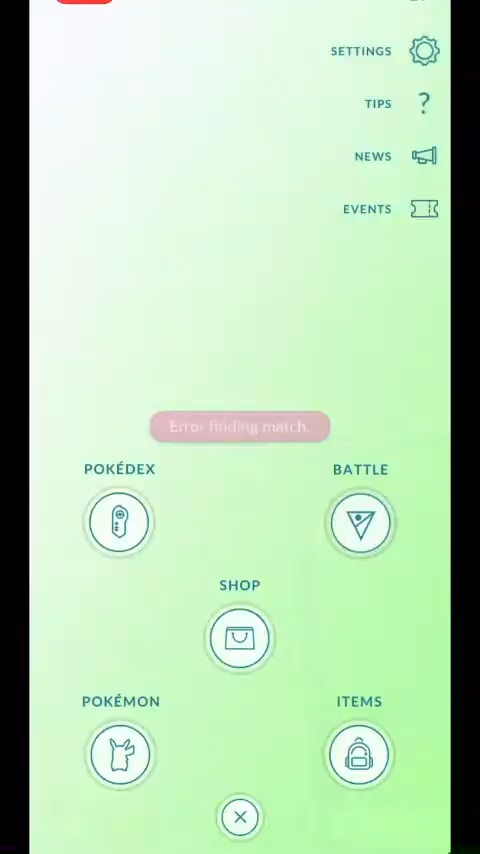 SETTINGS
TIPS
?
NEWS
EVENTS
Error finding match.
POKÉDEX
BATTLE
SHOP
POKÉMON
ITEMS